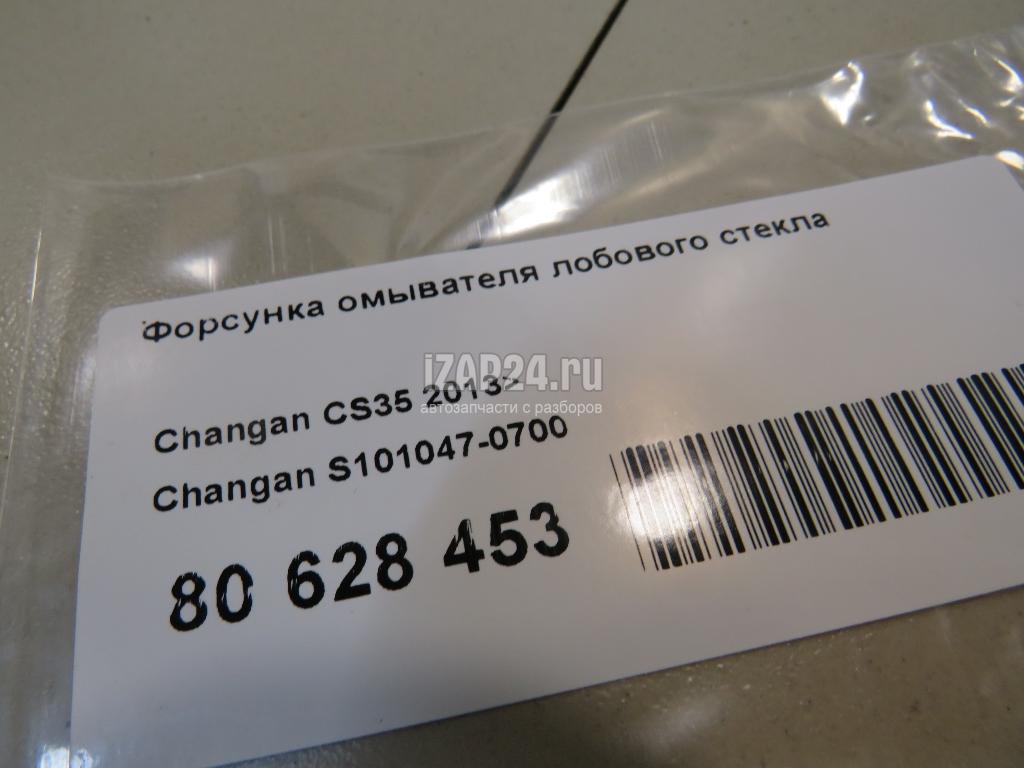 Форсунка омывателя лобового стекла
iZAP24.ru
Changan CS35 2013>
автозапчасти с разборов
Changan S101047-0700
80 628 453